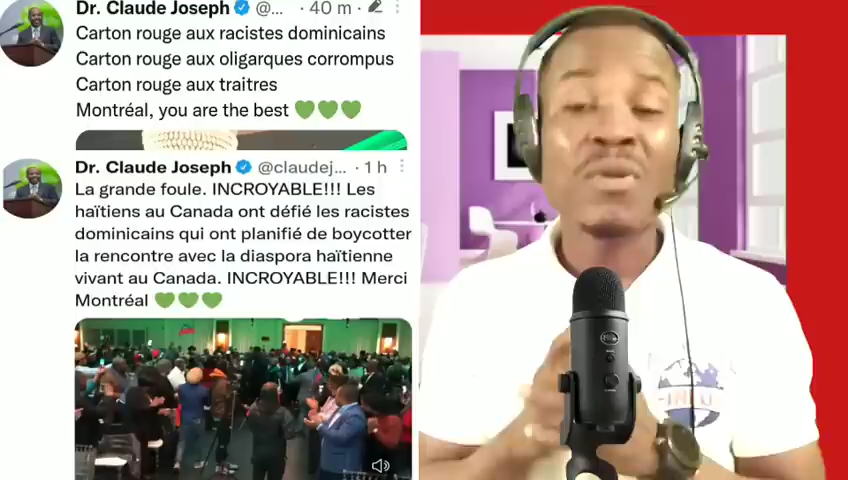 Dr. Claude Joseph @... · 40 m ·
Carton rouge aux racistes dominicains
Carton rouge aux oligarques corrompus
Carton rouge aux traitres
Montréal, you are the best 💚💚💚
Dr. Claude Joseph @claudej... · 1 h
La grande foule. INCROYABLE!!! Les
haïtiens au Canada ont défié les racistes
dominicains qui ont planifié de boycotter
la rencontre avec la diaspora haïtienne
vivant au Canada. INCROYABLE!!! Merci
Montréal 💚💚💚